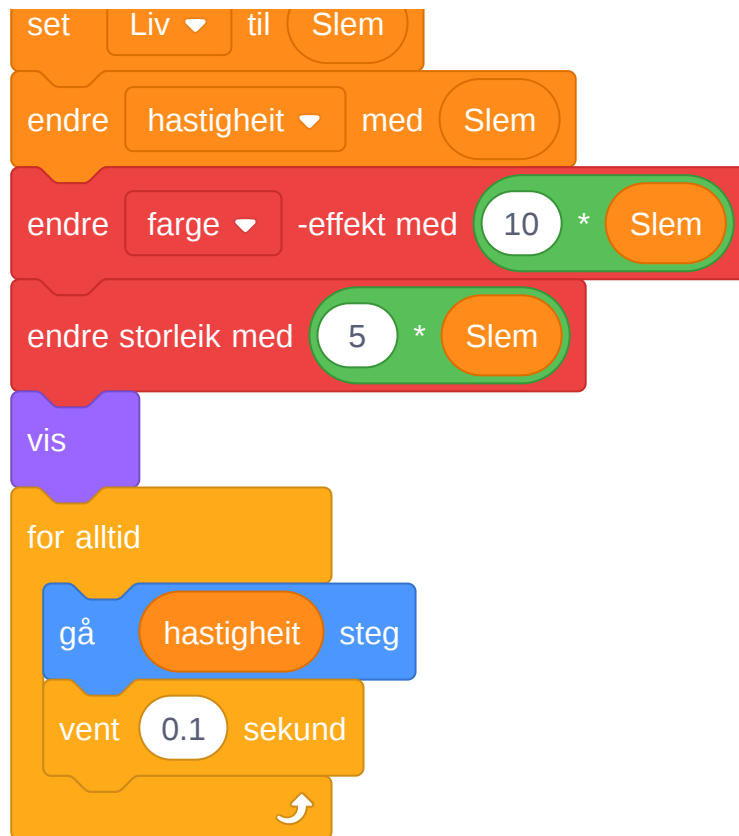 set Liv til Slem
endre hastigheit med Slem
endre farge -effekt med 10 * Slem
endre storleik med 5 * Slem
vis
for alltid
gå hastigheit steg
vent 0.1 sekund